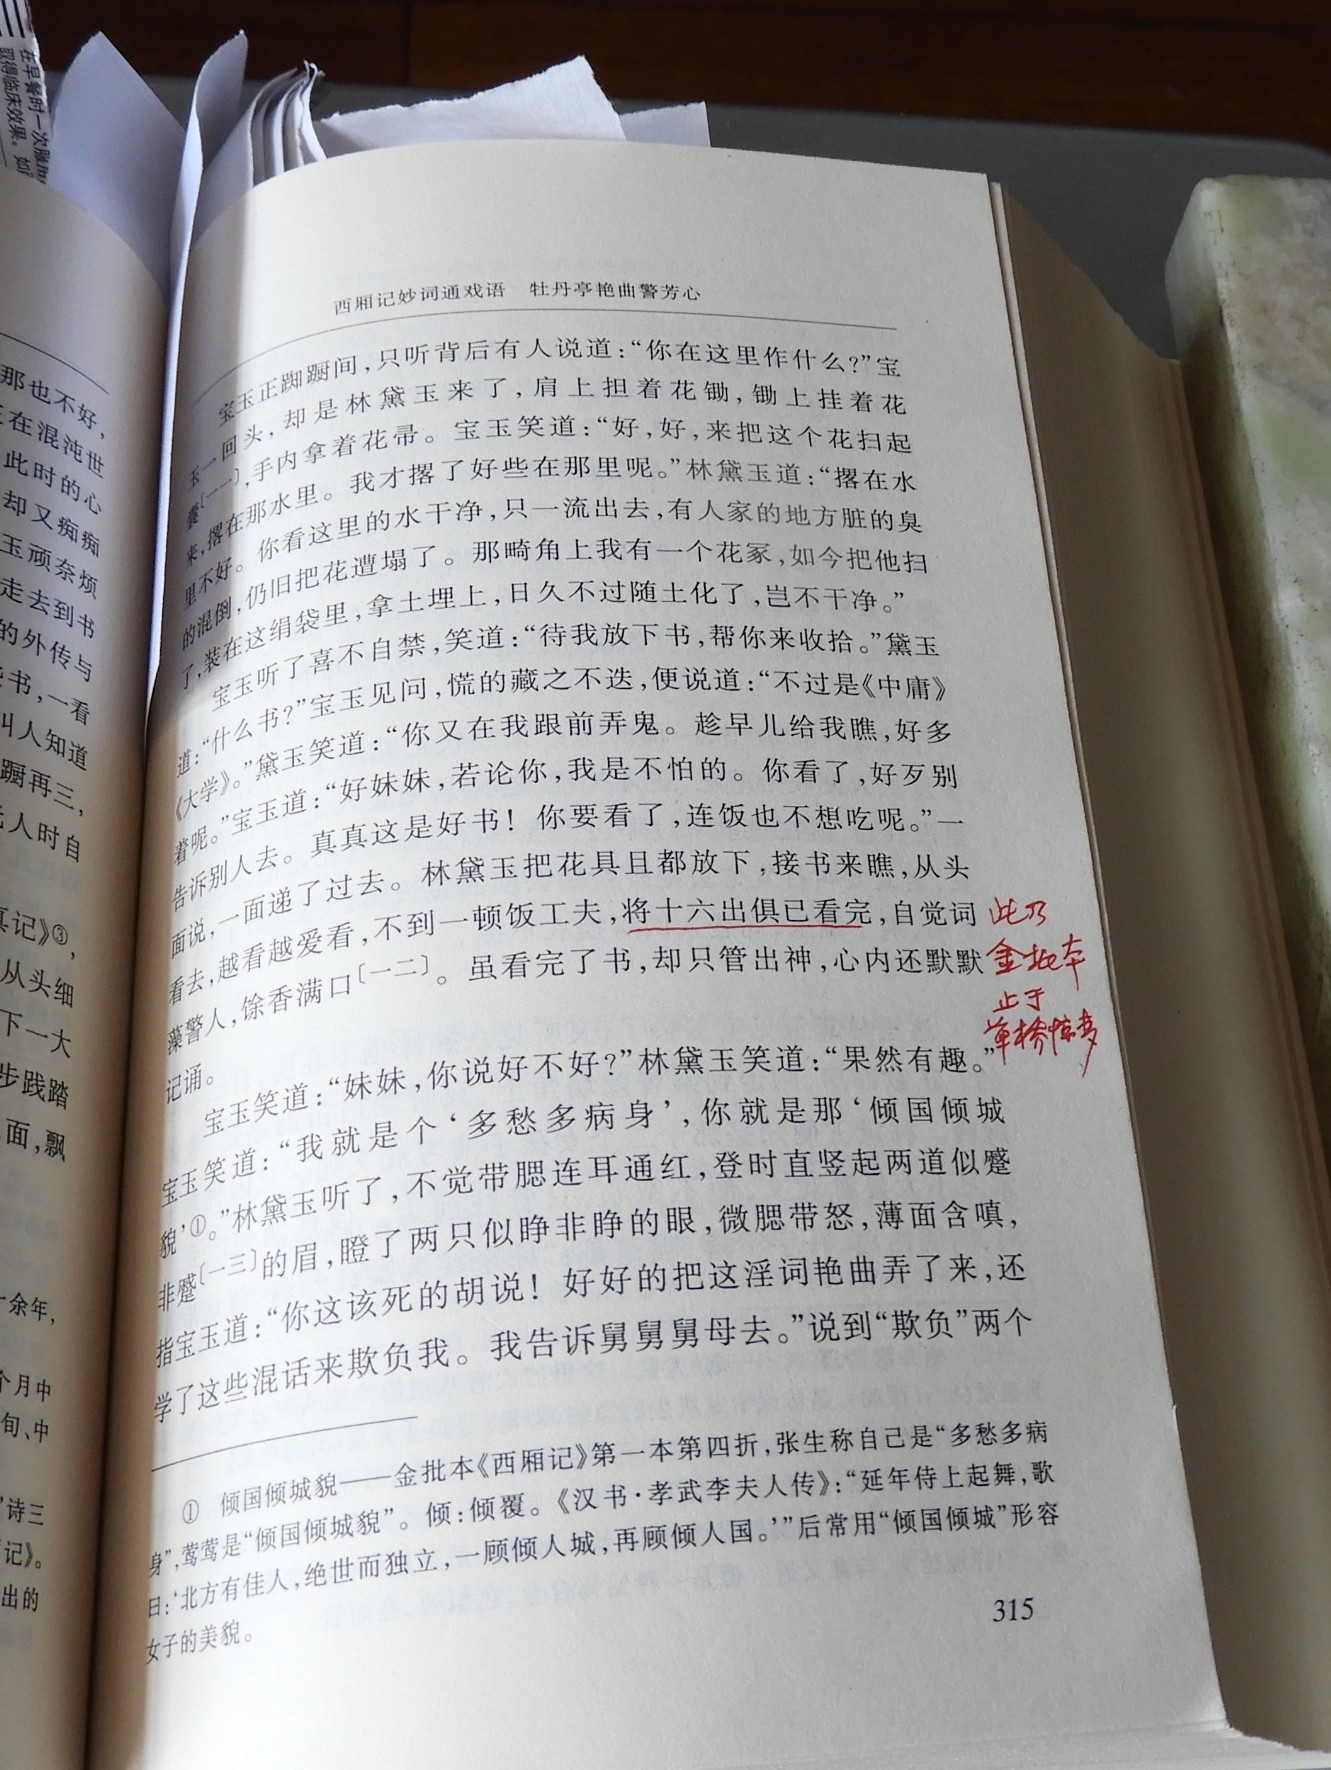 在早餐时一次
取得临床效果。如
那也不好，
在混沌世
此时的心
却又痴痴
玉顽奈烦
走去到书
的外传与
书，一看
叫人知道
蹰再三，
人时自
真记》③，
从头细
下一大
步践踏
面，飘
余年，
个月中
旬、中
诗三
记》。
出的
西厢记妙词通戏语　牡丹亭艳曲警芳心
宝玉正踟蹰间，只听背后有人说道：“你在这里作什么？”宝
玉一回头，却是林黛玉来了，肩上担着花锄，锄上挂着花
囊〔一一〕，手内拿着花帚。宝玉笑道：“好，好，来把这个花扫起
来，撂在那水里。我才撂了好些在那里呢。”林黛玉道：“撂在水
里不好。你看这里的水干净，只一流出去，有人家的地方脏的臭
的混倒，仍旧把花遭塌了。那畸角上我有一个花冢，如今把他扫
了，装在这绢袋里，拿土埋上，日久不过随土化了，岂不干净。”
宝玉听了喜不自禁，笑道：“待我放下书，帮你来收拾。”黛玉
道：“什么书？”宝玉见问，慌的藏之不迭，便说道：“不过是《中庸》
《大学》。”黛玉笑道：“你又在我跟前弄鬼。趁早儿给我瞧，好多
着呢。”宝玉道：“好妹妹，若论你，我是不怕的。你看了，好歹别
告诉别人去。真真这是好书！你要看了，连饭也不想吃呢。”一
面说，一面递了过去。林黛玉把花具且都放下，接书来瞧，从头
看去，越看越爱看，不到一顿饭工夫，将十六出俱已看完，自觉词
藻警人，馀香满口〔一二〕。虽看完了书，却只管出神，心内还默默
记诵。
宝玉笑道：“妹妹，你说好不好？”林黛玉笑道：“果然有趣。”
宝玉笑道：“我就是个‘多愁多病身’，你就是那‘倾国倾城
貌’①。”林黛玉听了，不觉带腮连耳通红，登时直竖起两道似蹙
非蹙〔一三〕的眉，瞪了两只似睁非睁的眼，微腮带怒，薄面含嗔，
指宝玉道：“你这该死的胡说！好好的把这淫词艳曲弄了来，还
学了这些混话来欺负我。我告诉舅舅舅母去。”说到“欺负”两个
此乃
金批本
止于
草桥惊梦
①　倾国倾城貌——金批本《西厢记》第一本第四折，张生称自己是“多愁多病
身”，莺莺是“倾国倾城貌”。倾：倾覆。《汉书·孝武李夫人传》：“延年侍上起舞，歌
曰：‘北方有佳人，绝世而独立，一顾倾人城，再顾倾人国。’”后常用“倾国倾城”形容
女子的美貌。
315